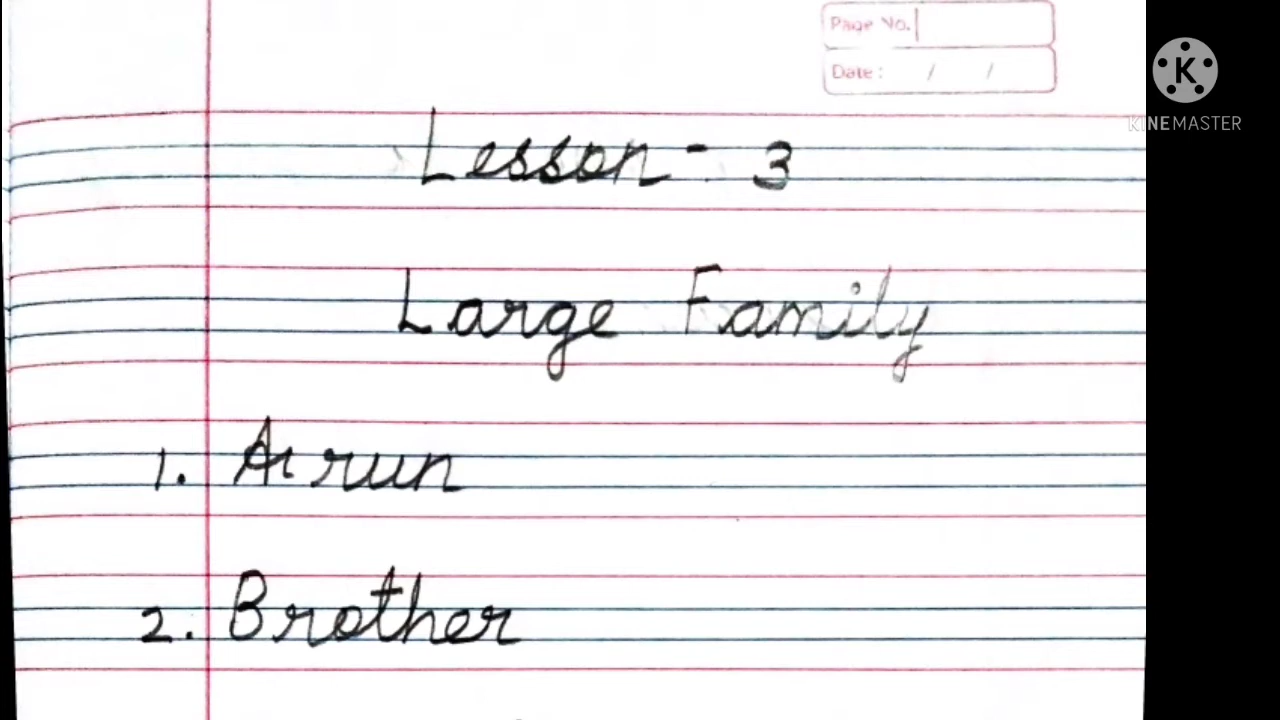 Page No.
Date : / /
KINEMASTER
Lesson - 3
Large Family
1. Arun
2. Brother